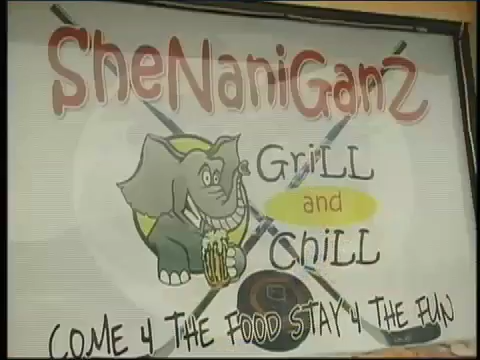 SheNaniGanZ
GriLL
and
ChiLL
COME 4 THE FOOD STAY 4 THE FUN